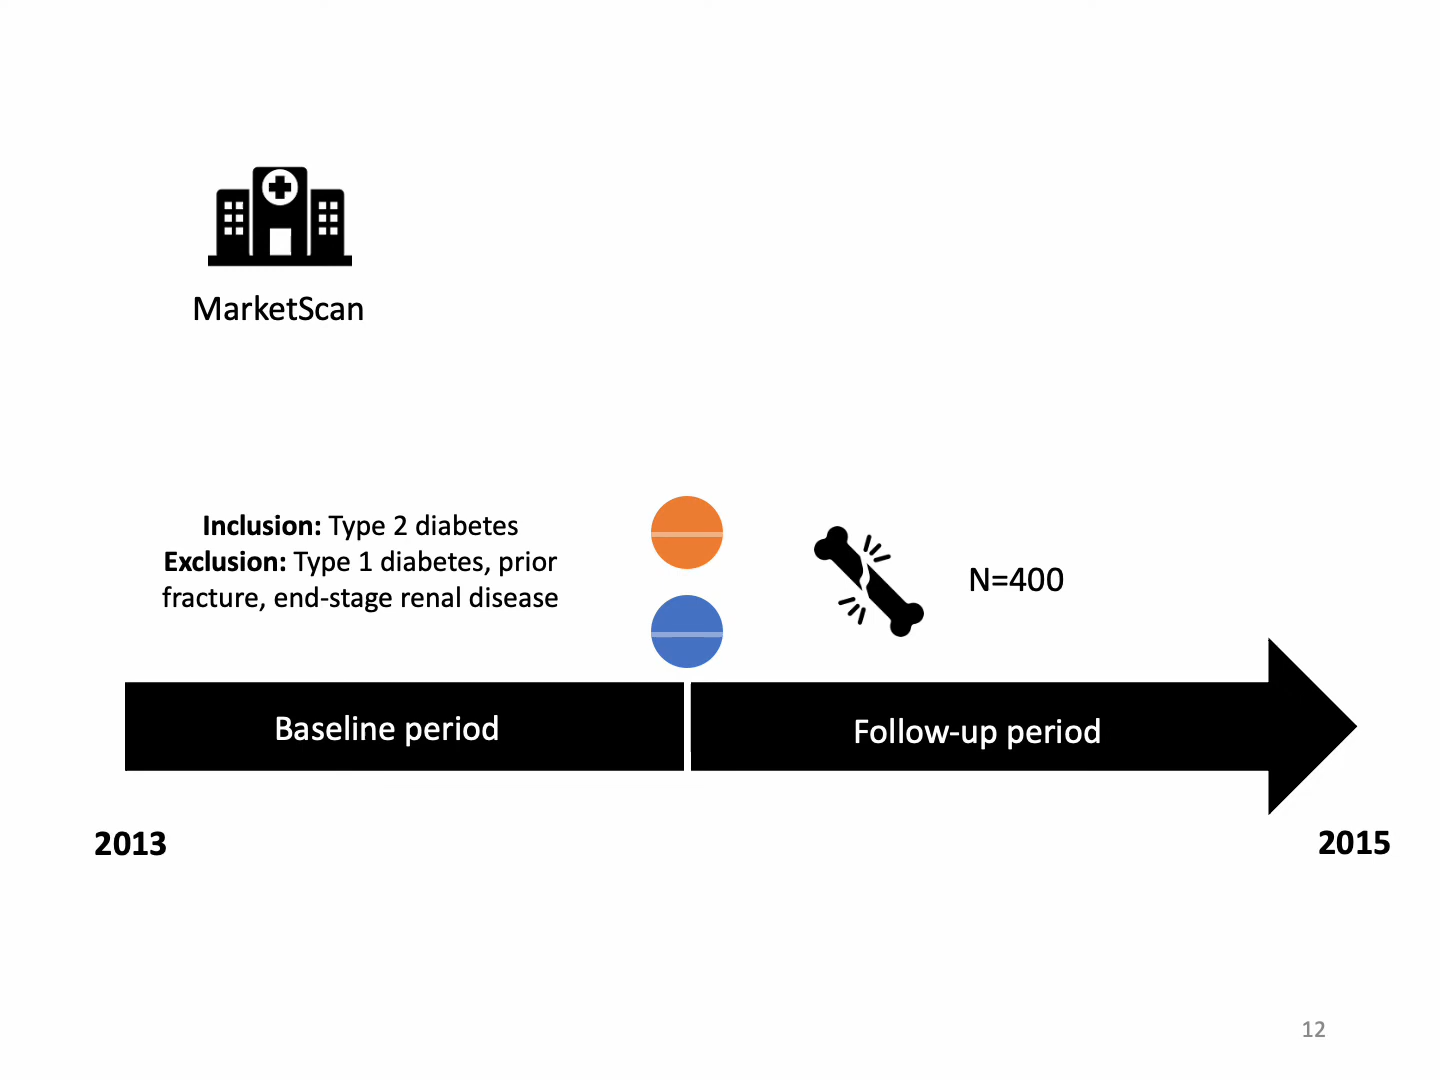 MarketScan
Inclusion: Type 2 diabetes
Exclusion: Type 1 diabetes, prior
fracture, end-stage renal disease
N=400
Baseline period
Follow-up period
2013
2015
12